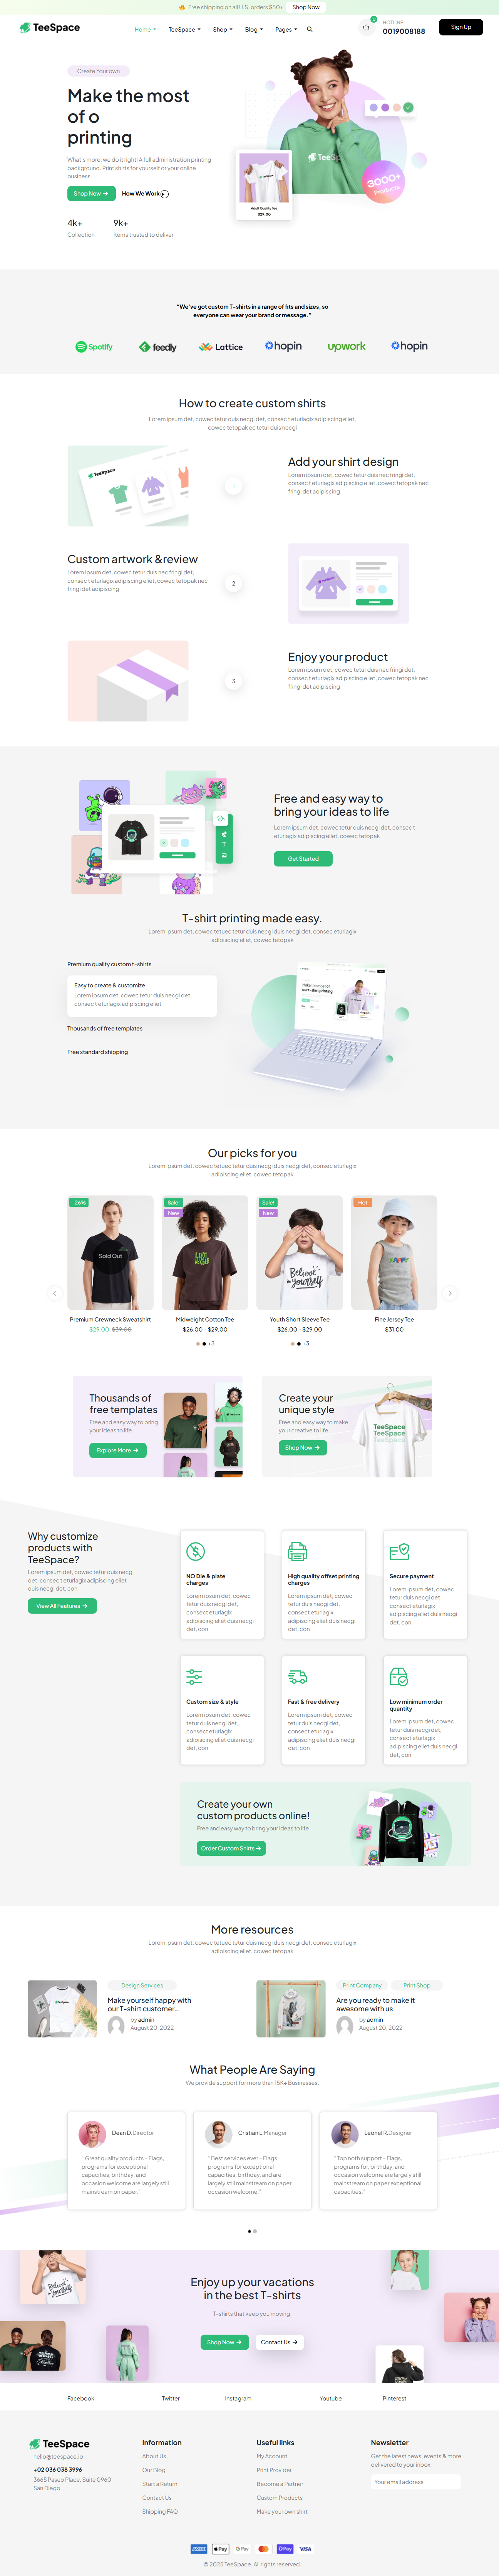 Free shipping on all U.S. orders $50+
Shop Now
TeeSpace
Home
TeeSpace
Shop
Blog
Pages
0
HOTLINE:
0019008188
Sign Up
Create Your own
Make the most
of o
printing
What's more, we do it right! A full administration printing
background. Print shirts for yourself or your online
business
Shop Now
How We Work
4k+
Collection
9k+
Items trusted to deliver
TeeSpace
Adult Quality Tee
$29.00
3000+
Products
“We've got custom T-shirts in a range of fits and sizes, so
everyone can wear your brand or message.”
Spotify
feedly
Lattice
hopin
upwork
hopin
How to create custom shirts
Lorem ipsum det, cowec tetur duis necgi det, consec t eturlagix adipiscing eliet,
cowec tetopak ec tetur duis necgi
TeeSpace
1
Add your shirt design
Lorem ipsum det, cowec tetur duis nec fringi det,
consec t eturlagix adipiscing eliet, cowec tetopak nec
fringi det adipiscing
Custom artwork &review
Lorem ipsum det, cowec tetur duis nec fringi det,
consec t eturlagix adipiscing eliet, cowec tetopak nec
fringi det adipiscing
2
3
Enjoy your product
Lorem ipsum det, cowec tetur duis nec fringi det,
consec t eturlagix adipiscing eliet, cowec tetopak nec
fringi det adipiscing
Free and easy way to
bring your ideas to life
Lorem ipsum det, cowec tetur duis necgi det, consec t
eturlagix adipiscing eliet, cowec tetopak
Get Started
T-shirt printing made easy.
Lorem ipsum det, cowec tetuec tetur duis necgi duis necgi det, consec eturlagix
adipiscing eliet, cowec tetopak
Premium quality custom t-shirts
Easy to create & customize
Lorem ipsum det, cowec tetur duis necgi det,
consec t eturlagix adipiscing eliet
Thousands of free templates
Free standard shipping
Our picks for you
Lorem ipsum det, cowec tetuec tetur duis necgi duis necgi det, consec eturlagix
adipiscing eliet, cowec tetopak
-26%
Sold Out
Sale!
New
Sale!
New
Believe
in
yourself
Hot
HAPPY
Premium Crewneck Sweatshirt
$29.00 $39.00
Midweight Cotton Tee
$26.00 – $29.00
+3
Youth Short Sleeve Tee
$26.00 – $29.00
+3
Fine Jersey Tee
$31.00
Thousands of
free templates
Free and easy way to bring
your ideas to life
Explore More
Create your
unique style
Free and easy way to make
your creative to life
Shop Now
TeeSpace
TeeSpace
TeeSpace
Why customize
products with
TeeSpace?
Lorem ipsum det, cowec tetur duis necgi
det, consec t eturlagix adipiscing eliet
duis necgi det, con
View All Features
NO Die & plate
charges
Lorem ipsum det, cowec
tetur duis necgi det,
consect eturlagix
adipiscing eliet duis necgi
det, con
High quality offset printing
charges
Lorem ipsum det, cowec
tetur duis necgi det,
consect eturlagix
adipiscing eliet duis necgi
det, con
Secure payment
Lorem ipsum det, cowec
tetur duis necgi det,
consect eturlagix
adipiscing eliet duis necgi
det, con
Custom size & style
Lorem ipsum det, cowec
tetur duis necgi det,
consect eturlagix
adipiscing eliet duis necgi
det, con
Fast & free delivery
Lorem ipsum det, cowec
tetur duis necgi det,
consect eturlagix
adipiscing eliet duis necgi
det, con
Low minimum order
quantity
Lorem ipsum det, cowec
tetur duis necgi det,
consect eturlagix
adipiscing eliet duis necgi
det, con
Create your own
custom products online!
Free and easy way to bring your ideas to life
Order Custom Shirts
More resources
Lorem ipsum det, cowec tetuec tetur duis necgi duis necgi det, consec eturlagix
adipiscing eliet, cowec tetopak
Design Services
Make yourself happy with
our T-shirt customer...
by admin
August 20, 2022
Print Company
Print Shop
Are you ready to make it
awesome with us
by admin
August 20, 2022
What People Are Saying
We provide support for more than 15K+ Businesses.
Dean D.Director
“ Great quality products - Flags,
programs for exceptional
capacities, birthday, and
occasion welcome are largely still
mainstream on paper.”
Cristian L.Manager
“ Best services ever - Flags,
programs for exceptional
capacities, birthday, and are
largely still mainstream on paper
occasion welcome.”
Leonel R.Designer
“ Top noth support - Flags,
programs for exceptional
birthday, and for, and
occasion welcome are largely still
mainstream on paper exceptional
capacities.”
Enjoy up your vacations
in the best T-shirts
T-shirts that keep you moving.
Shop Now
Contact Us
Believe
in
yourself
Facebook
Twitter
Instagram
Youtube
Pinterest
TeeSpace
hello@teespace.io
+02 036 038 3996
3665 Paseo Place, Suite 0960
San Diego
Information
About Us
Our Blog
Start a Return
Contact Us
Shipping FAQ
Useful links
My Account
Print Provider
Become a Partner
Custom Products
Make your own shirt
Newsletter
Get the latest news, events & more
delivered to your inbox.
Your email address
Apple Pay
G Pay
Pay
VISA
© 2025 TeeSpace. All rights reserved.